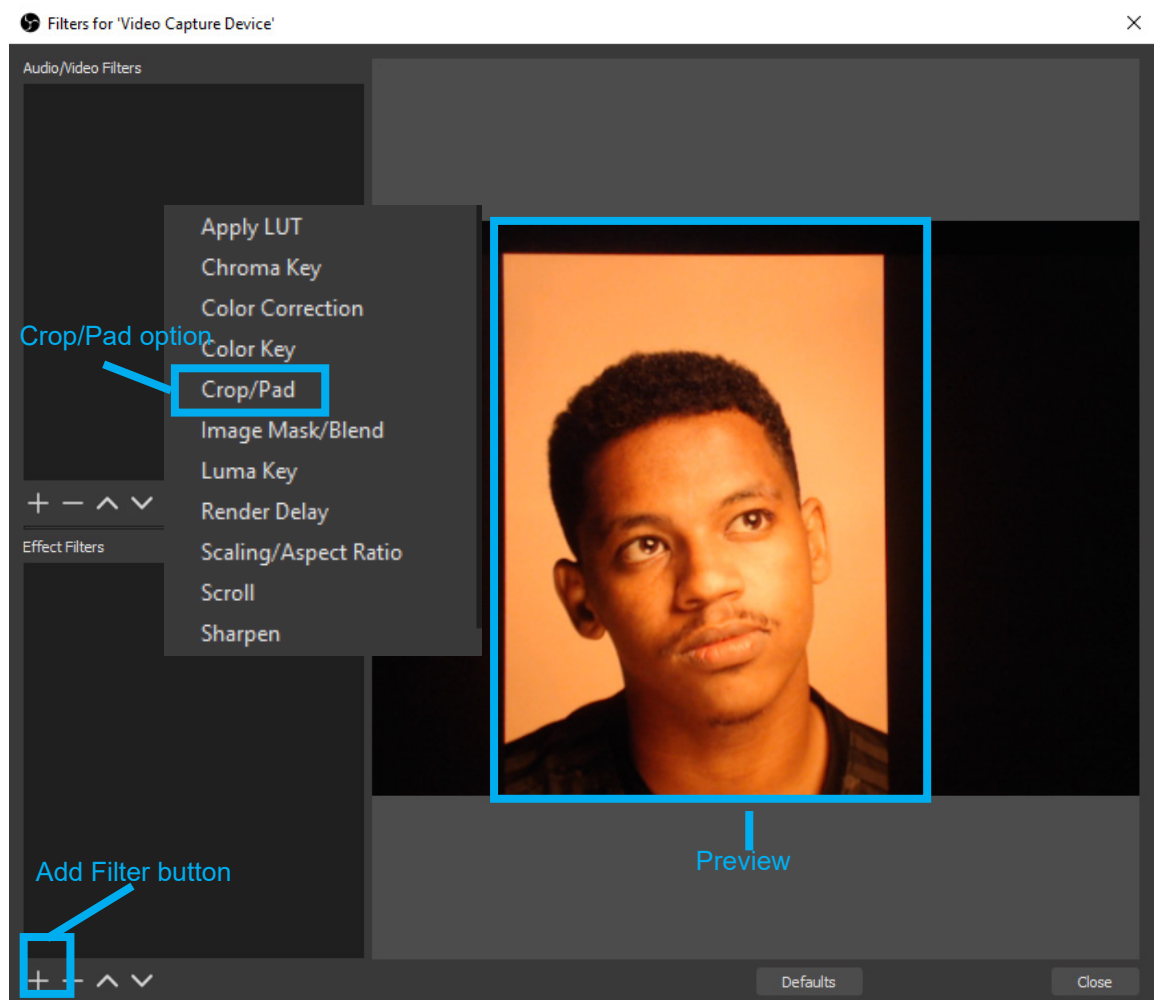 Filters for 'Video Capture Device'
Audio/Video Filters
Apply LUT
Chroma Key
Color Correction
Crop/Pad option
Color Key
Crop/Pad
Image Mask/Blend
Luma Key
Render Delay
Effect Filters
Scaling/Aspect Ratio
Scroll
Sharpen
Preview
Add Filter button
Defaults
Close